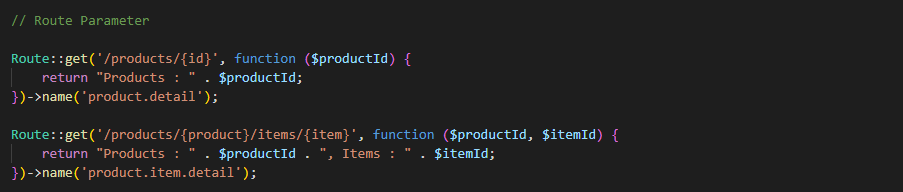 // Route Parameter
Route::get('/products/{id}', function ($productId) {
    return "Products : " . $productId;
})->name('product.detail');
Route::get('/products/{product}/items/{item}', function ($productId, $itemId) {
    return "Products : " . $productId . ", Items : " . $itemId;
})->name('product.item.detail');